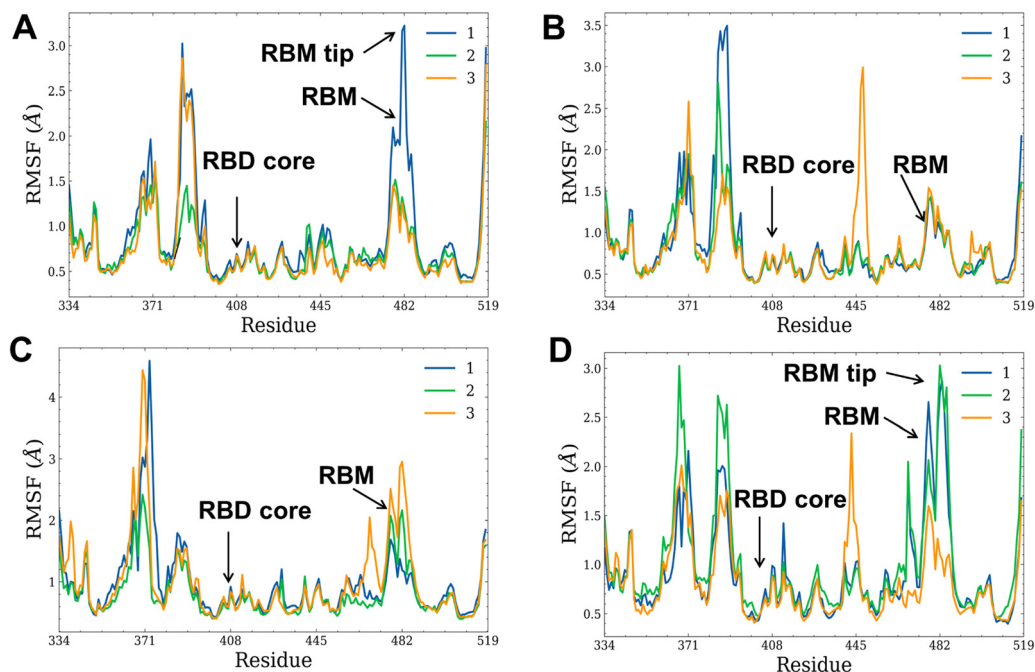 A
RMSF (Å)
3.0
2.5
2.0
1.5
1.0
0.5
RBM tip
RBM
RBD core
1
2
3
334
371
408
445
482
519
Residue
B
RMSF (Å)
3.5
3.0
2.5
2.0
1.5
1.0
0.5
RBD core
RBM
1
2
3
334
371
408
445
482
519
Residue
C
RMSF (Å)
4
3
2
1
RBM
RBD core
1
2
3
334
371
408
445
482
519
Residue
D
RMSF (Å)
3.0
2.5
2.0
1.5
1.0
0.5
RBM tip
RBM
RBD core
1
2
3
334
371
408
445
482
519
Residue